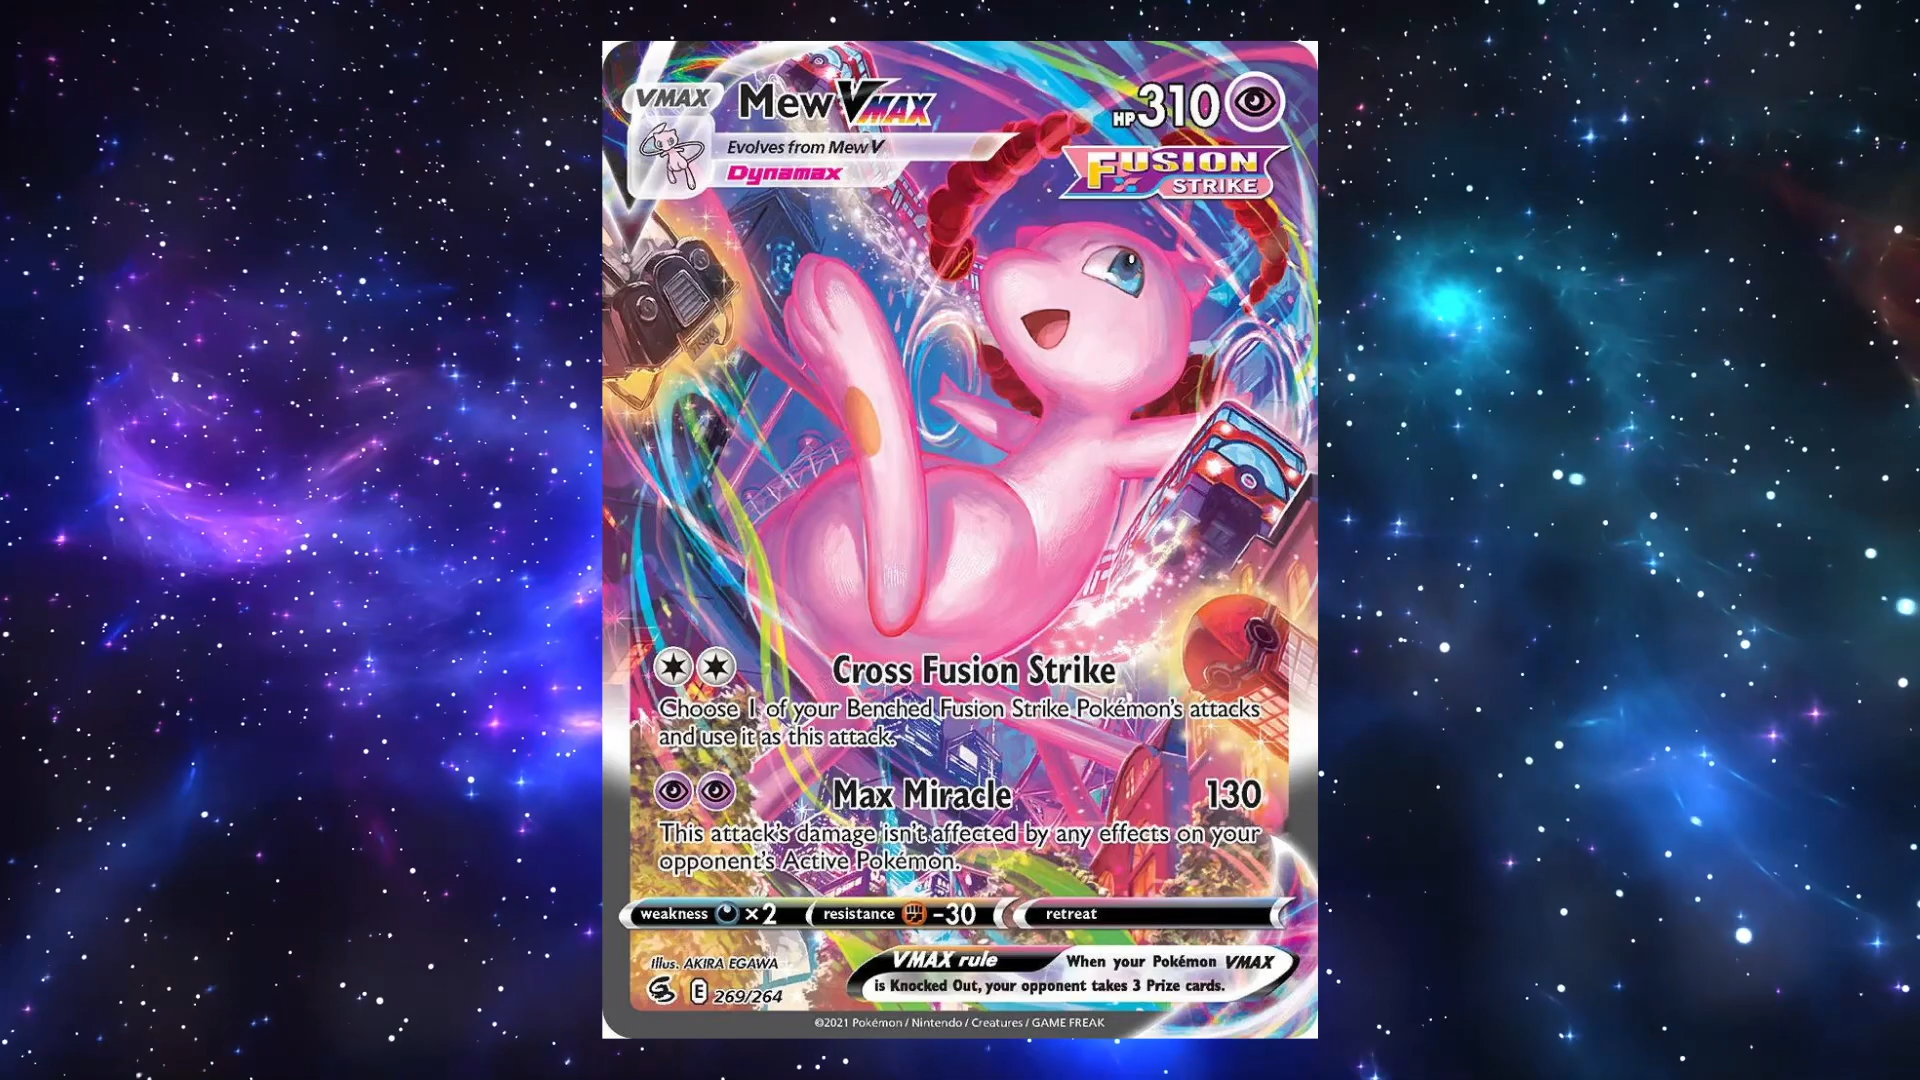 VMAX
Mew VMAX
HP 310
Evolves from Mew V
Dynamax
FUSION
STRIKE
Cross Fusion Strike
Choose 1 of your Benched Fusion Strike Pokémon's attacks
and use it as this attack.
Max Miracle 130
This attack's damage isn't affected by any effects on your
opponent's Active Pokémon.
weakness ×2 resistance -30 retreat
Illus. AKIRA EGAWA
E 269/264
VMAX rule When your Pokémon VMAX
is Knocked Out, your opponent takes 3 Prize cards.
©2021 Pokémon / Nintendo / Creatures / GAME FREAK